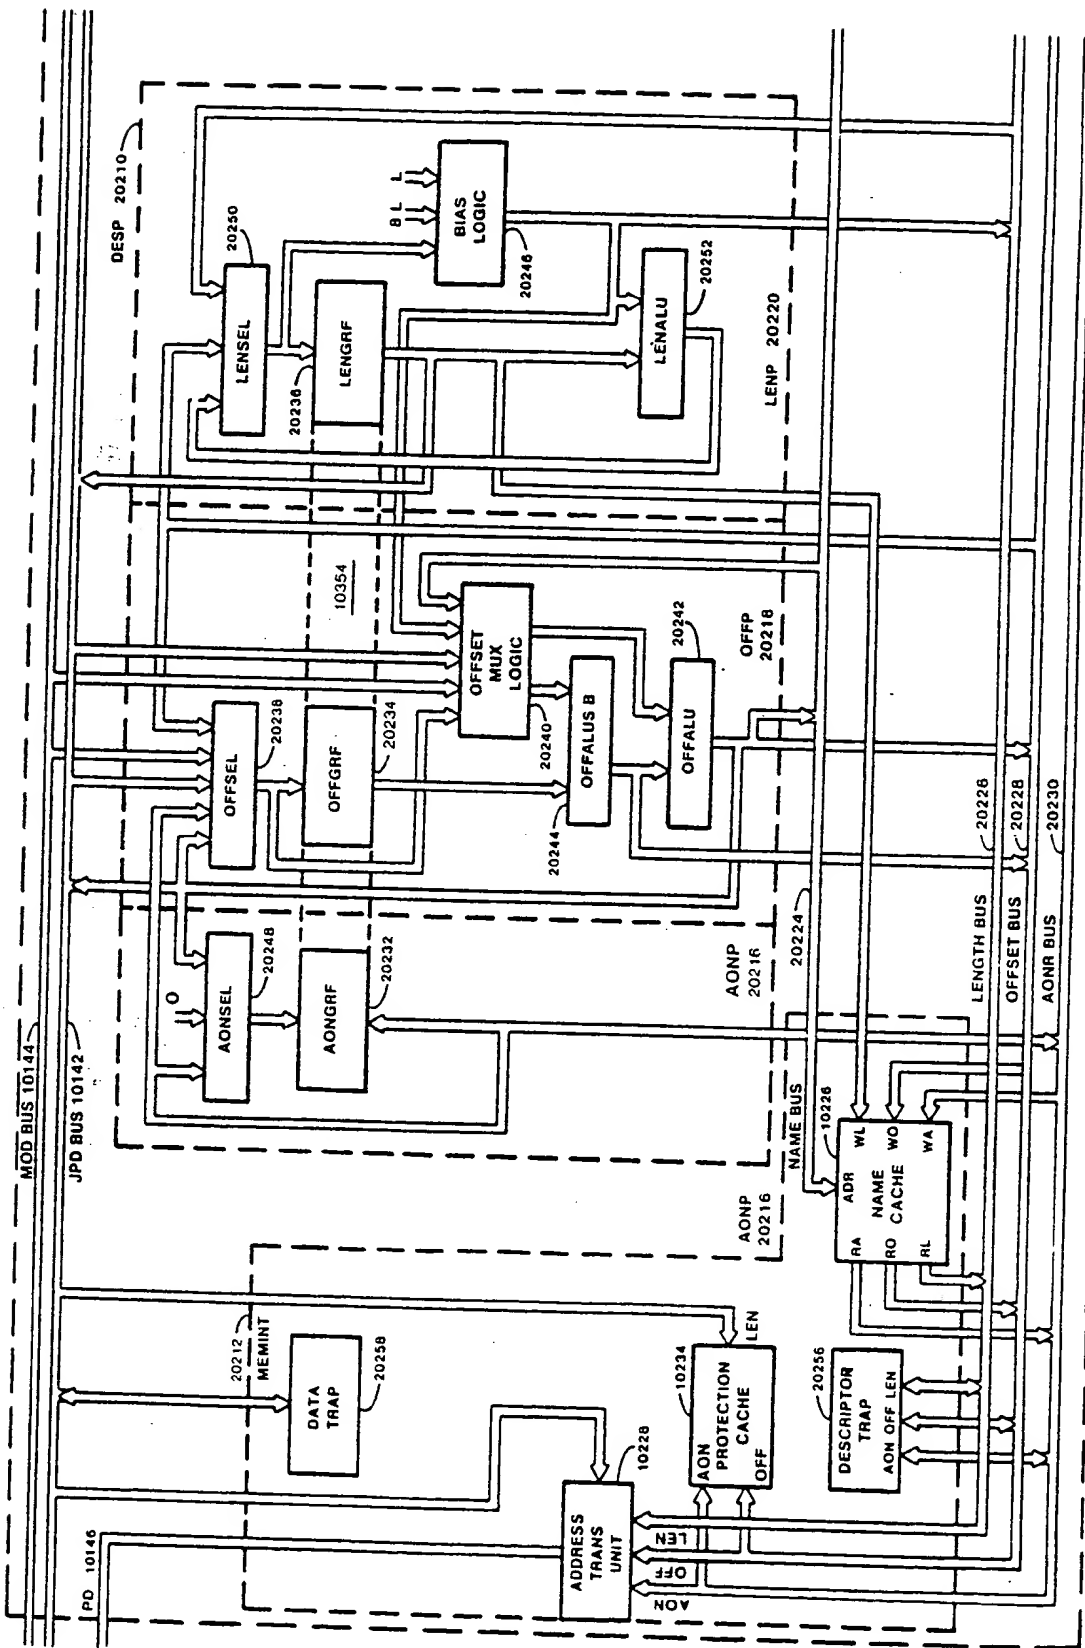 MOD BUS 10144
JPD BUS 10142
PD 10146
DESP 20210
20250
LENSEL
20236
LENGRF
BIAS LOGIC
B L
L
20246
LENALU
20252
LENP 20220
10354
OFFSEL
20238
OFFGRF
20234
OFFSET MUX LOGIC
20240
OFFALUS B
20244
OFFALU
20242
OFFP 20218
AONSEL
O
20248
AONGRF
20232
AONP 20216
20224
LENGTH BUS
20226
OFFSET BUS
20228
AONR BUS
20230
NAME BUS
AONP 20216
10226
ADR
NAME CACHE
WL
WO
WA
RA
RO
RL
20212
MEMINT
DATA TRAP
20258
LEN
10234
AON
PROTECTION CACHE
OFF
20256
DESCRIPTOR TRAP
AON OFF LEN
10228
ADDRESS TRANS UNIT
AON
OFF
LEN